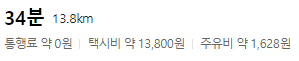 34분 13.8km
통행료 약 0원 | 택시비 약 13,800원 | 주유비 약 1,628원